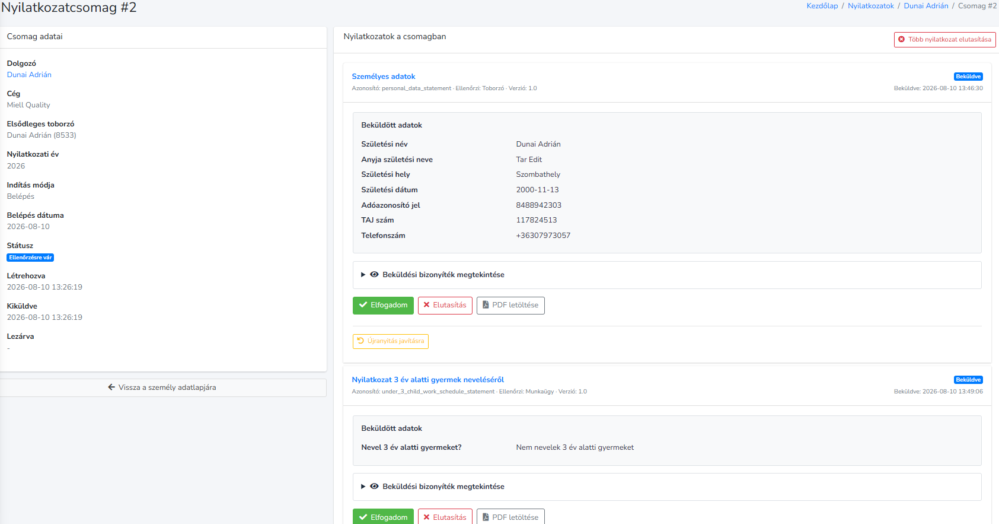 Nyilatkozatcsomag #2
Kezdőlap / Nyilatkozatok / Dunai Adrián / Csomag #2
Csomag adatai
Dolgozó
Dunai Adrián
Cég
Miell Quality
Elsődleges toborzó
Dunai Adrián (8533)
Nyilatkozati év
2026
Indítás módja
Belépés
Belépés dátuma
2026-08-10
Státusz
Ellenőrzésre vár
Létrehozva
2026-08-10 13:26:19
Kiküldve
2026-08-10 13:26:19
Lezárva
-
Vissza a személy adatlapjára
Nyilatkozatok a csomagban
Több nyilatkozat elutasítása
Személyes adatok
Beküldve
Azonosító: personal_data_statement · Ellenőrzi: Toborzó · Verzió: 1.0
Beküldve: 2026-08-10 13:46:30
Beküldött adatok
Születési név Dunai Adrián
Anyja születési neve Tar Edit
Születési hely Szombathely
Születési dátum 2000-11-13
Adóazonosító jel 8488942303
TAJ szám 117824513
Telefonszám +36307973057
Beküldési bizonyíték megtekintése
Elfogadom Elutasítás PDF letöltése
Újranyitás javításra
Nyilatkozat 3 év alatti gyermek neveléséről
Beküldve
Azonosító: under_3_child_work_schedule_statement · Ellenőrzi: Munkaügy · Verzió: 1.0
Beküldve: 2026-08-10 13:49:06
Beküldött adatok
Nevel 3 év alatti gyermeket? Nem nevelek 3 év alatti gyermeket
Beküldési bizonyíték megtekintése
Elfogadom Elutasítás PDF letöltése